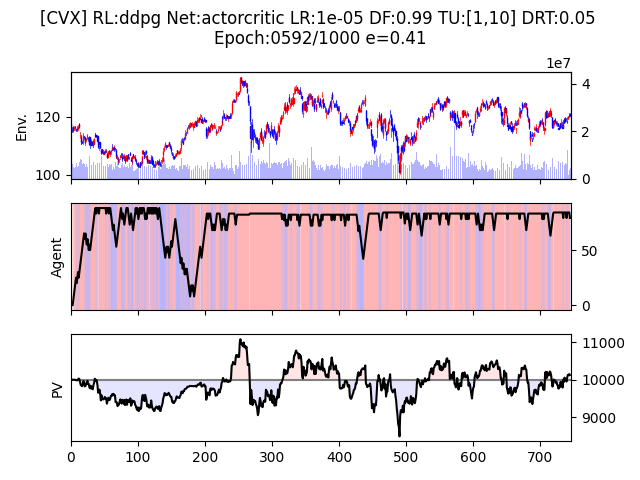 [CVX] RL:ddpg Net:actorcritic LR:1e-05 DF:0.99 TU:[1,10] DRT:0.05
Epoch:0592/1000 e=0.41
1e7
Env.
120
100
4
2
0
Agent
50
0
PV
11000
10000
9000
0 100 200 300 400 500 600 700